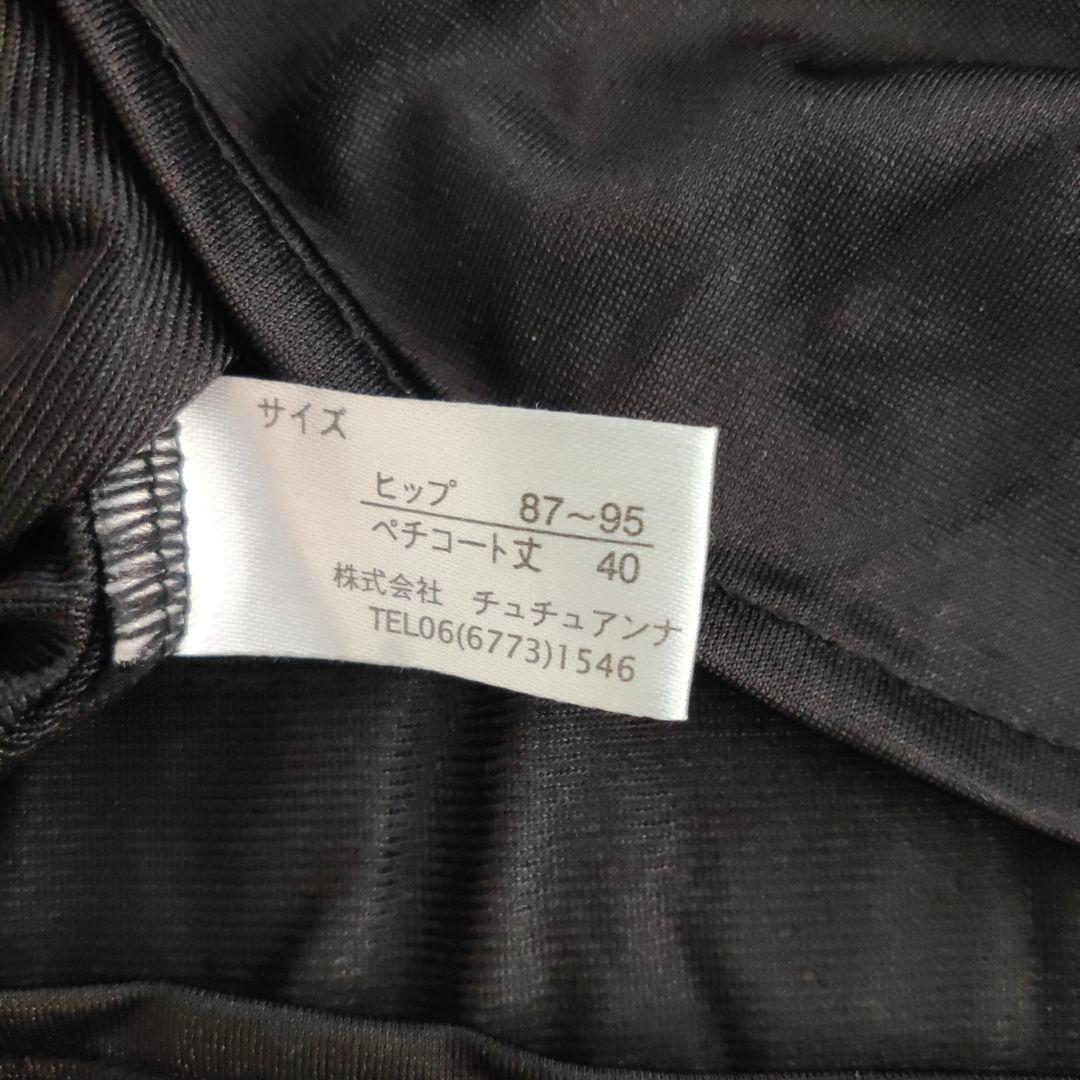 サイズ
ヒップ 87~95
ペチコート丈 40
株式会社 チュチュアンナ
TEL06(6773)1546